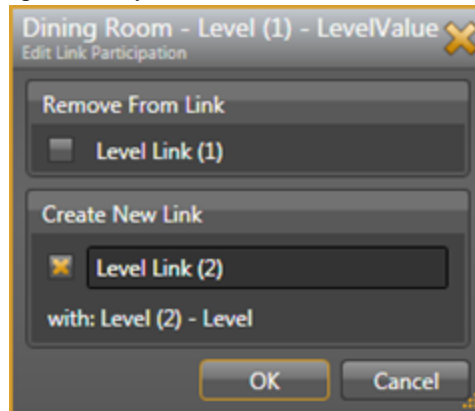 Dining Room - Level (1) - LevelValue
Edit Link Participation
Remove From Link
Level Link (1)
Create New Link
Level Link (2)
with: Level (2) - Level
OK
Cancel